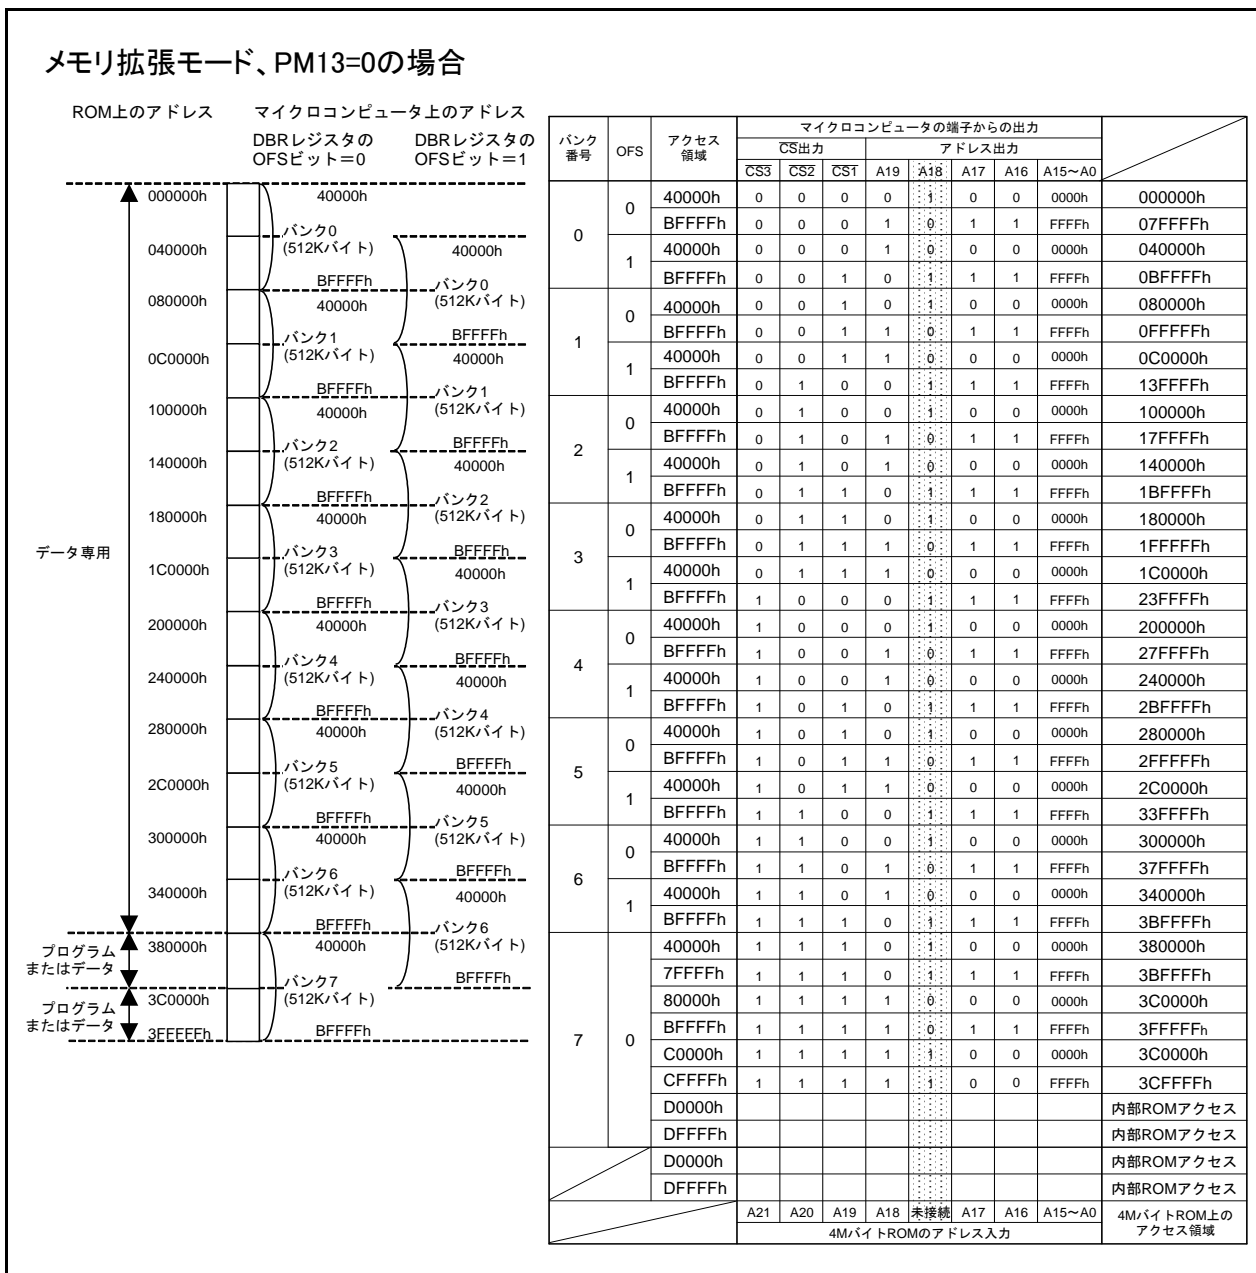 メモリ拡張モード、PM13=0の場合
ROM上のアドレス マイクロコンピュータ上のアドレス
DBRレジスタの DBRレジスタの
OFSビット＝0 OFSビット＝1
000000h 40000h
バンク0
(512Kバイト)
040000h 40000h
BFFFFh バンク0
080000h 40000h (512Kバイト)
バンク1 BFFFFh
0C0000h (512Kバイト) 40000h
BFFFFh バンク1
100000h 40000h (512Kバイト)
バンク2 BFFFFh
140000h (512Kバイト) 40000h
BFFFFh バンク2
180000h 40000h (512Kバイト)
データ専用
バンク3 BFFFFh
1C0000h (512Kバイト) 40000h
BFFFFh バンク3
200000h 40000h (512Kバイト)
バンク4 BFFFFh
240000h (512Kバイト) 40000h
BFFFFh バンク4
280000h 40000h (512Kバイト)
バンク5 BFFFFh
2C0000h (512Kバイト) 40000h
BFFFFh バンク5
300000h 40000h (512Kバイト)
バンク6 BFFFFh
340000h (512Kバイト) 40000h
BFFFFh バンク6
プログラム 380000h 40000h (512Kバイト)
またはデータ
バンク7 BFFFFh
プログラム 3C0000h (512Kバイト)
またはデータ 3FFFFFh BFFFFh
バンク番号 OFS アクセス領域 マイクロコンピュータの端子からの出力
CS出力 アドレス出力
CS3 CS2 CS1 A19 A18 A17 A16 A15～A0
0 0 40000h 0 0 0 0 1 0 0 0000h 000000h
BFFFFh 0 0 0 1 0 1 1 FFFFh 07FFFFh
1 40000h 0 0 0 1 0 0 0 0000h 040000h
BFFFFh 0 0 1 0 1 1 1 FFFFh 0BFFFFh
1 0 40000h 0 0 1 0 1 0 0 0000h 080000h
BFFFFh 0 0 1 1 0 1 1 FFFFh 0FFFFFh
1 40000h 0 0 1 1 0 0 0 0000h 0C0000h
BFFFFh 0 1 0 0 1 1 1 FFFFh 13FFFFh
2 0 40000h 0 1 0 0 1 0 0 0000h 100000h
BFFFFh 0 1 0 1 0 1 1 FFFFh 17FFFFh
1 40000h 0 1 0 1 0 0 0 0000h 140000h
BFFFFh 0 1 1 0 1 1 1 FFFFh 1BFFFFh
3 0 40000h 0 1 1 0 1 0 0 0000h 180000h
BFFFFh 0 1 1 1 0 1 1 FFFFh 1FFFFFh
1 40000h 0 1 1 1 0 0 0 0000h 1C0000h
BFFFFh 1 0 0 0 1 1 1 FFFFh 23FFFFh
4 0 40000h 1 0 0 0 1 0 0 0000h 200000h
BFFFFh 1 0 0 1 0 1 1 FFFFh 27FFFFh
1 40000h 1 0 0 1 0 0 0 0000h 240000h
BFFFFh 1 0 1 0 1 1 1 FFFFh 2BFFFFh
5 0 40000h 1 0 1 0 1 0 0 0000h 280000h
BFFFFh 1 0 1 1 0 1 1 FFFFh 2FFFFFh
1 40000h 1 0 1 1 0 0 0 0000h 2C0000h
BFFFFh 1 1 0 0 1 1 1 FFFFh 33FFFFh
6 0 40000h 1 1 0 0 1 0 0 0000h 300000h
BFFFFh 1 1 0 1 0 1 1 FFFFh 37FFFFh
1 40000h 1 1 0 1 0 0 0 0000h 340000h
BFFFFh 1 1 1 0 1 1 1 FFFFh 3BFFFFh
7 0 40000h 1 1 1 0 1 0 0 0000h 380000h
7FFFFh 1 1 1 0 1 1 1 FFFFh 3BFFFFh
80000h 1 1 1 1 0 0 0 0000h 3C0000h
BFFFFh 1 1 1 1 0 1 1 FFFFh 3FFFFFh
C0000h 1 1 1 1 1 0 0 0000h 3C0000h
CFFFFh 1 1 1 1 1 0 0 FFFFh 3CFFFFh
D0000h 内部ROMアクセス
DFFFFh 内部ROMアクセス
D0000h 内部ROMアクセス
DFFFFh 内部ROMアクセス
A21 A20 A19 A18 未接続 A17 A16 A15～A0 4MバイトROM上の
4MバイトROMのアドレス入力 アクセス領域